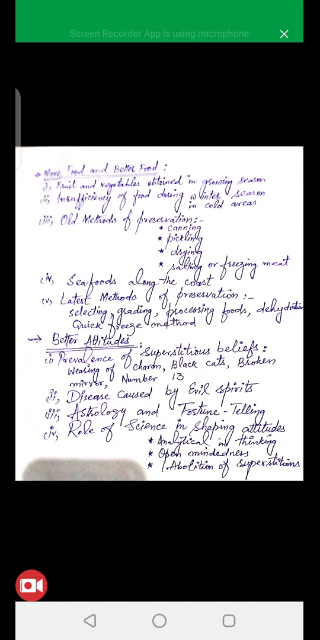 Screen Recorder App is using microphone
More Food and Better Food :
i, Fruit and vegetables obtained in growing season
ii, Insufficiency of food during winter season
in cold areas
iii, Old Methods of preservation:-
* canning
* pickling
* drying
* salting or freezing meat
iv, Seafoods along the coast
v, Latest Methods of preservation :-
selecting, grading, processing foods, dehydration
Quick freeze method
→ Better Attitudes :
i, Prevalence of Superstitious beliefs :
Wearing of charm, Black cats, Broken
mirror, Number 13
ii, Disease caused by Evil spirits
iii, Astrology and Fortune-Telling
iv, Role of Science in shaping attitudes
* Analytical in thinking
* Open mindedness
* Abolition of superstitions